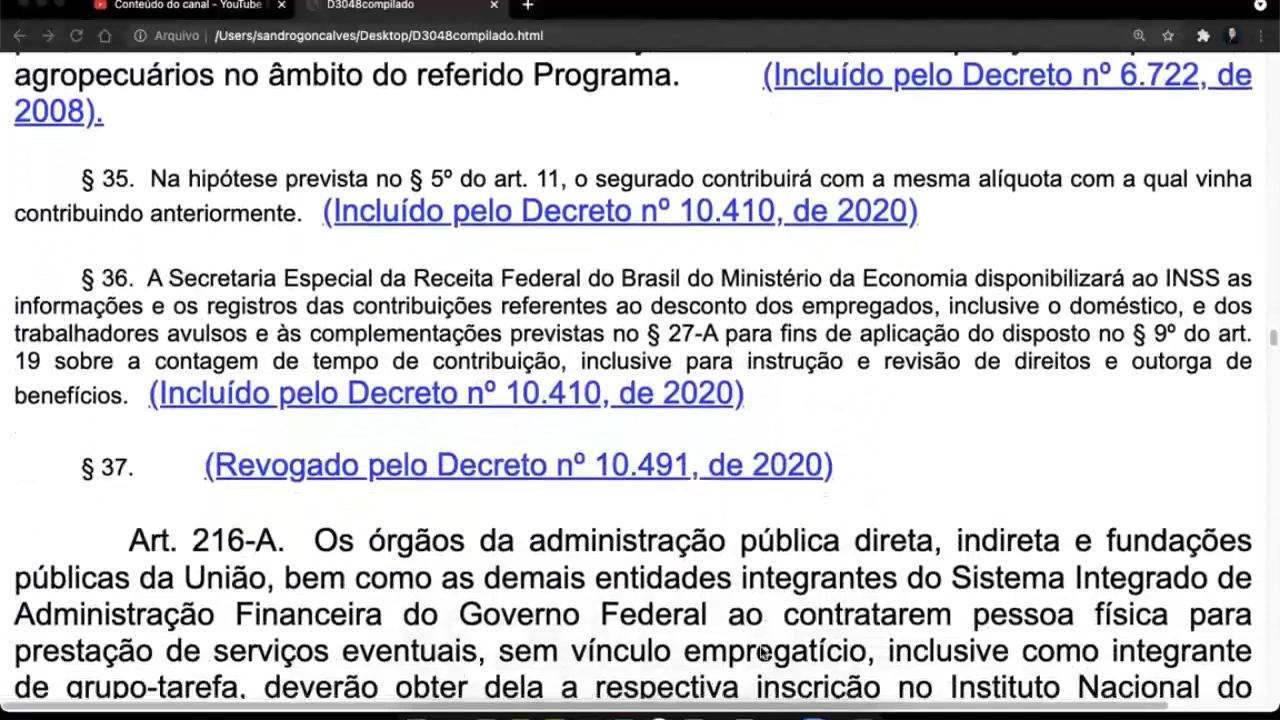 Conteúdo do canal - YouTube
D3048compilado
Arquivo | /Users/sandrogoncalves/Desktop/D3048compilado.html
agropecuários no âmbito do referido Programa. (Incluído pelo Decreto nº 6.722, de
2008).
§ 35. Na hipótese prevista no § 5º do art. 11, o segurado contribuirá com a mesma alíquota com a qual vinha
contribuindo anteriormente. (Incluído pelo Decreto nº 10.410, de 2020)
§ 36. A Secretaria Especial da Receita Federal do Brasil do Ministério da Economia disponibilizará ao INSS as
informações e os registros das contribuições referentes ao desconto dos empregados, inclusive o doméstico, e dos
trabalhadores avulsos e às complementações previstas no § 27-A para fins de aplicação do disposto no § 9º do art.
19 sobre a contagem de tempo de contribuição, inclusive para instrução e revisão de direitos e outorga de
benefícios. (Incluído pelo Decreto nº 10.410, de 2020)
§ 37. (Revogado pelo Decreto nº 10.491, de 2020)
Art. 216-A. Os órgãos da administração pública direta, indireta e fundações
públicas da União, bem como as demais entidades integrantes do Sistema Integrado de
Administração Financeira do Governo Federal ao contratarem pessoa física para
prestação de serviços eventuais, sem vínculo empregatício, inclusive como integrante
de grupo-tarefa, deverão obter dela a respectiva inscrição no Instituto Nacional do